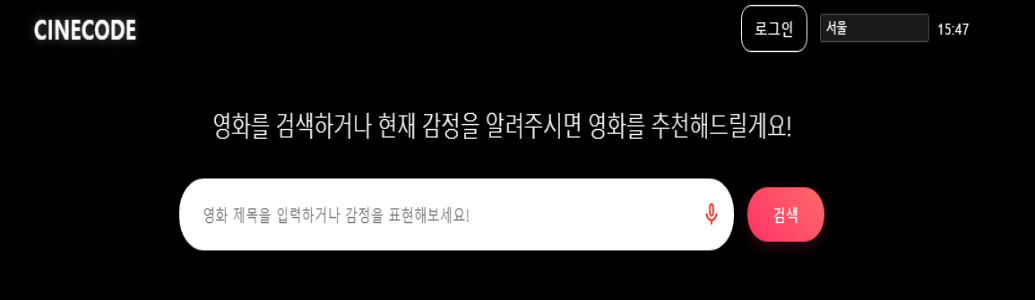 CINECODE
로그인
서울
15:47
영화를 검색하거나 현재 감정을 알려주시면 영화를 추천해드릴게요!
영화 제목을 입력하거나 감정을 표현해보세요!
검색